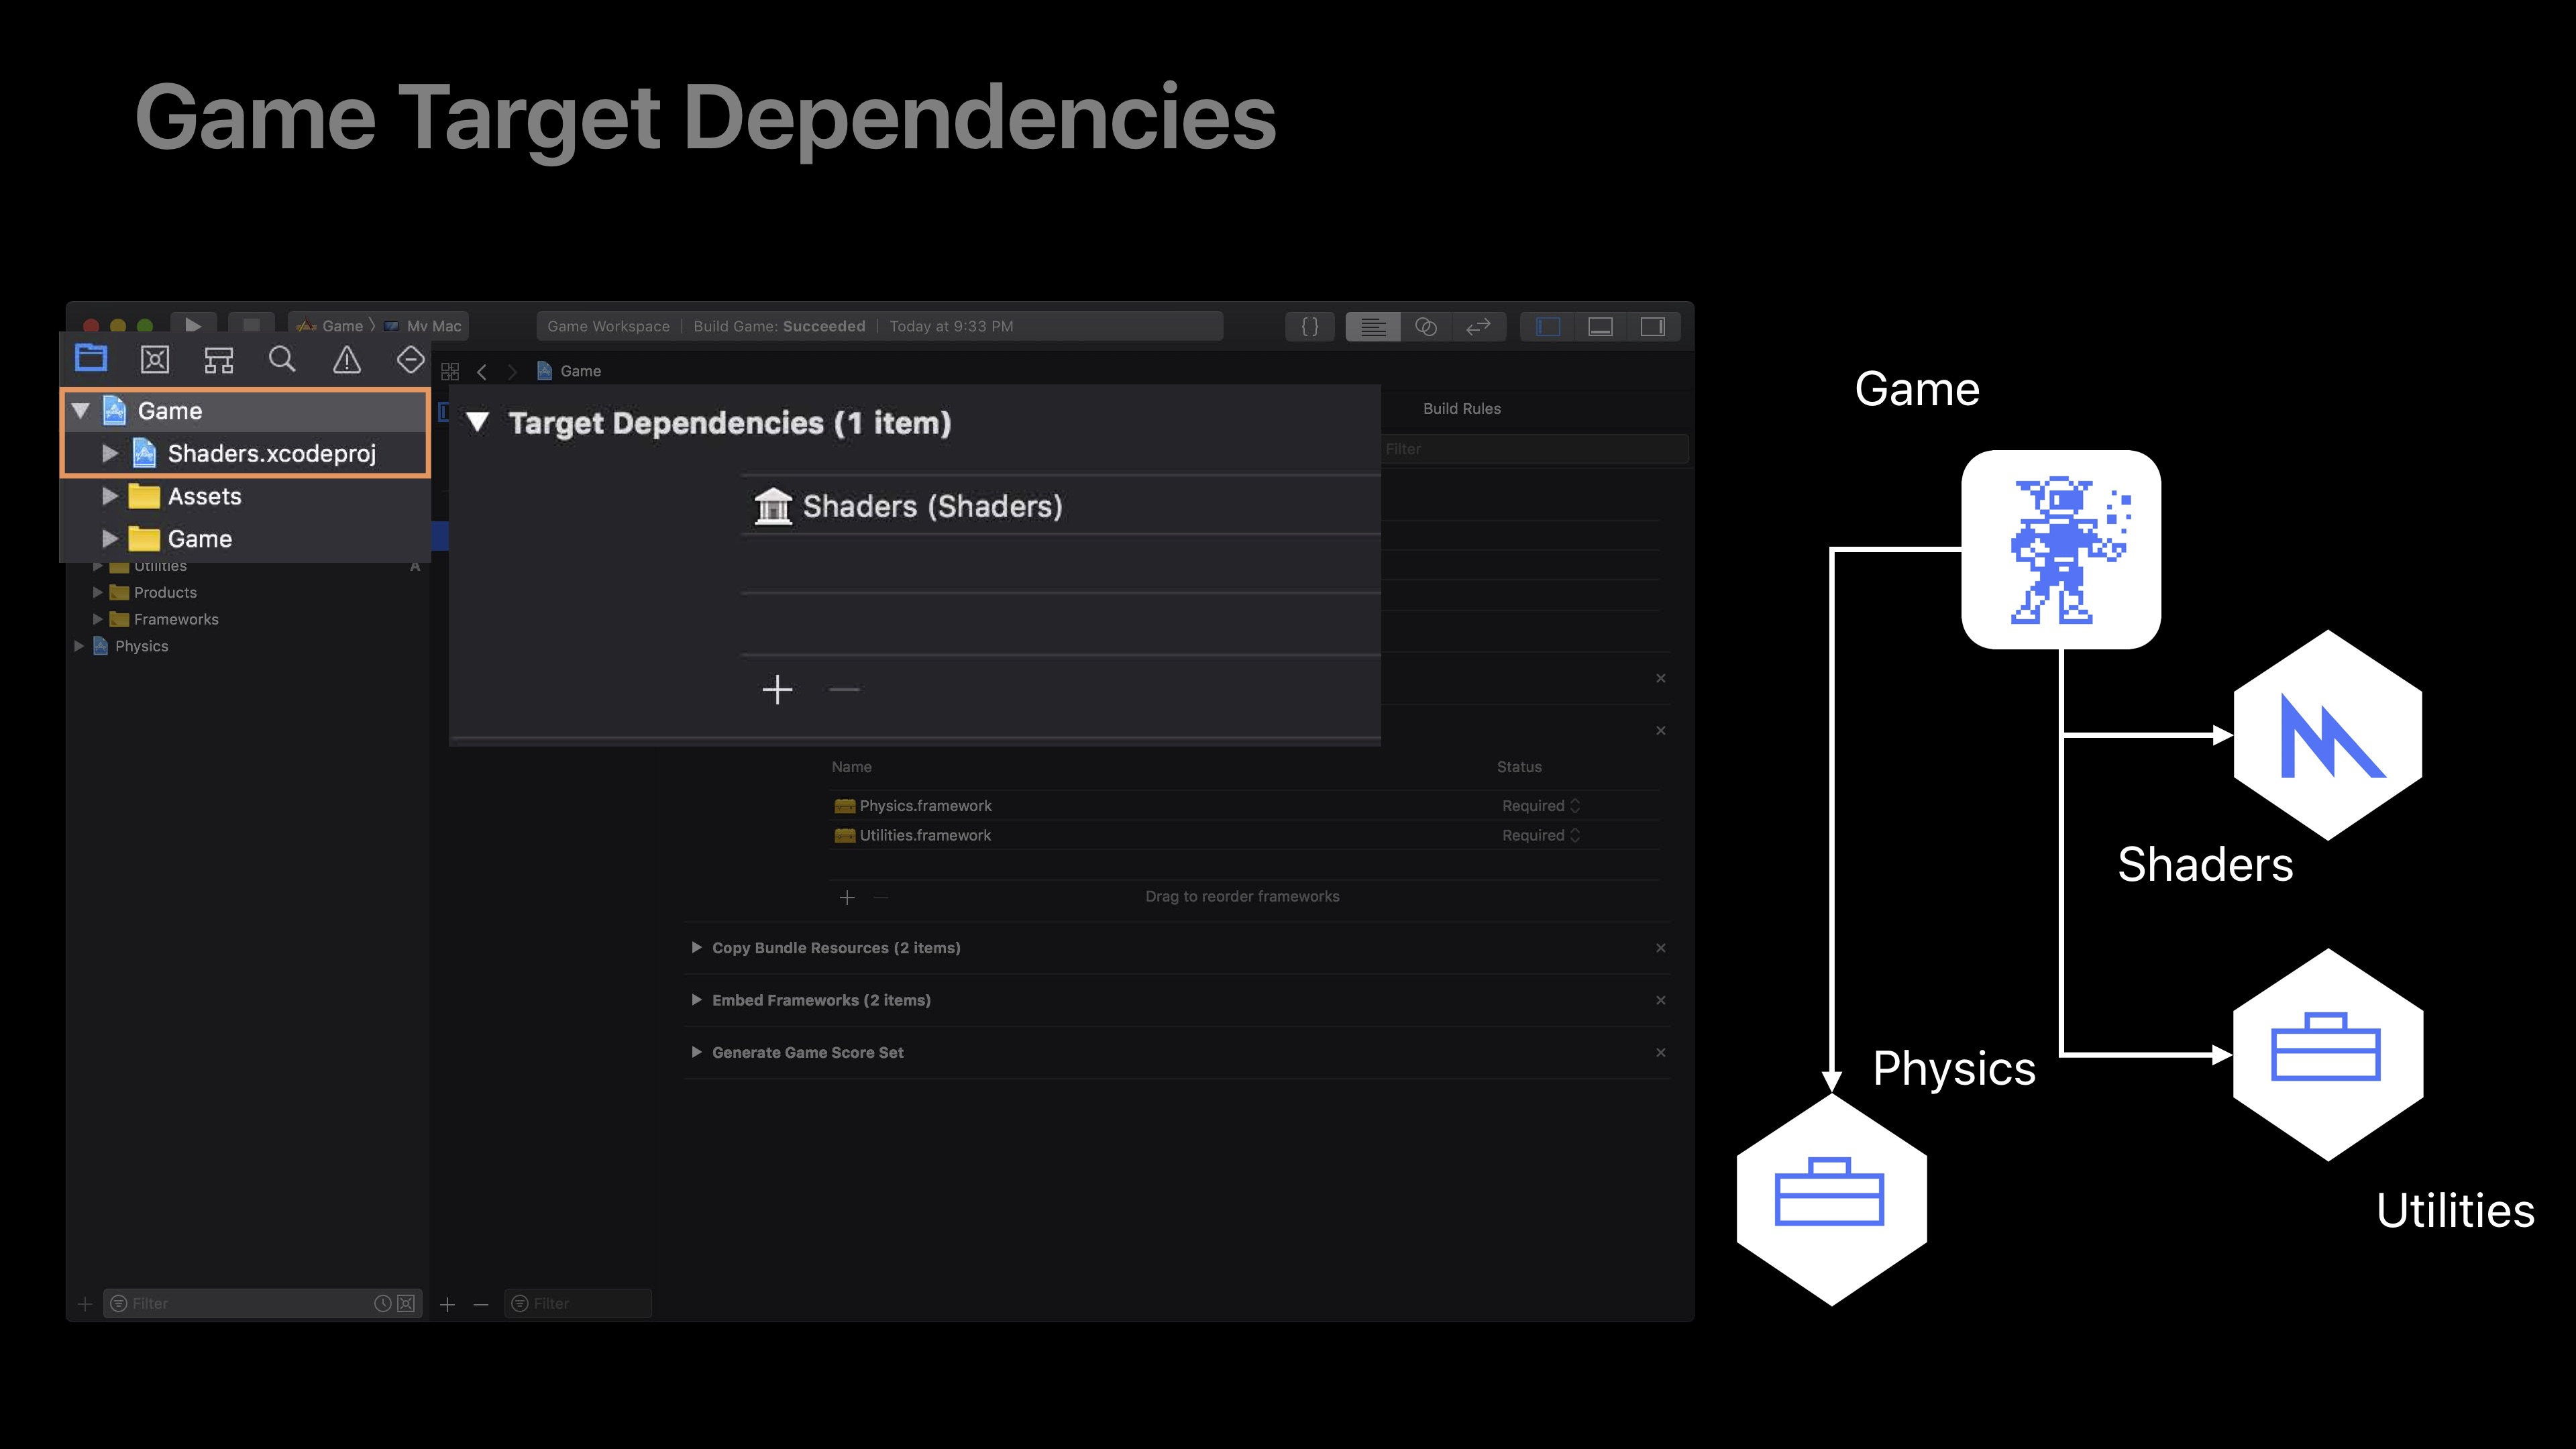 Game Target Dependencies
Game 〉 My Mac
Game Workspace | Build Game: Succeeded | Today at 9:33 PM
{ }
Game
Game
Shaders.xcodeproj
Assets
Game
Utilities A
Products
Frameworks
Physics
Build Rules
Filter
Target Dependencies (1 item)
Shaders (Shaders)
Name Status
Physics.framework Required
Utilities.framework Required
Drag to reorder frameworks
Copy Bundle Resources (2 items)
Embed Frameworks (2 items)
Generate Game Score Set
Filter
Filter
Game
Shaders
Physics
Utilities